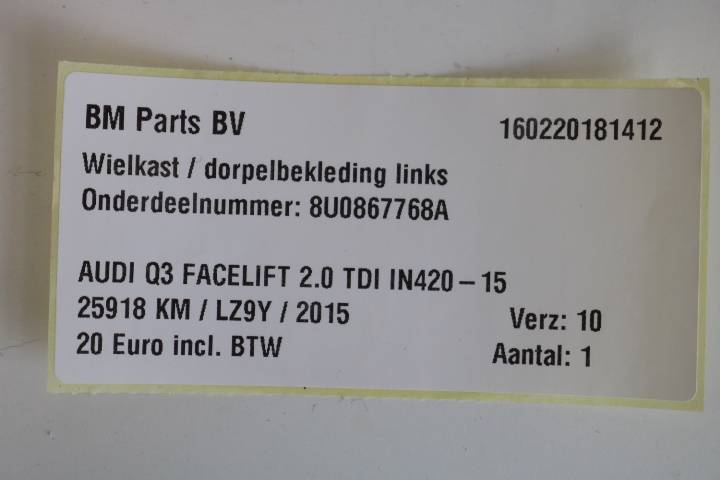 BM Parts BV 160220181412
Wielkast / dorpelbekleding links
Onderdeelnummer: 8U0867768A
AUDI Q3 FACELIFT 2.0 TDI IN420 – 15
25918 KM / LZ9Y / 2015 Verz: 10
20 Euro incl. BTW Aantal: 1